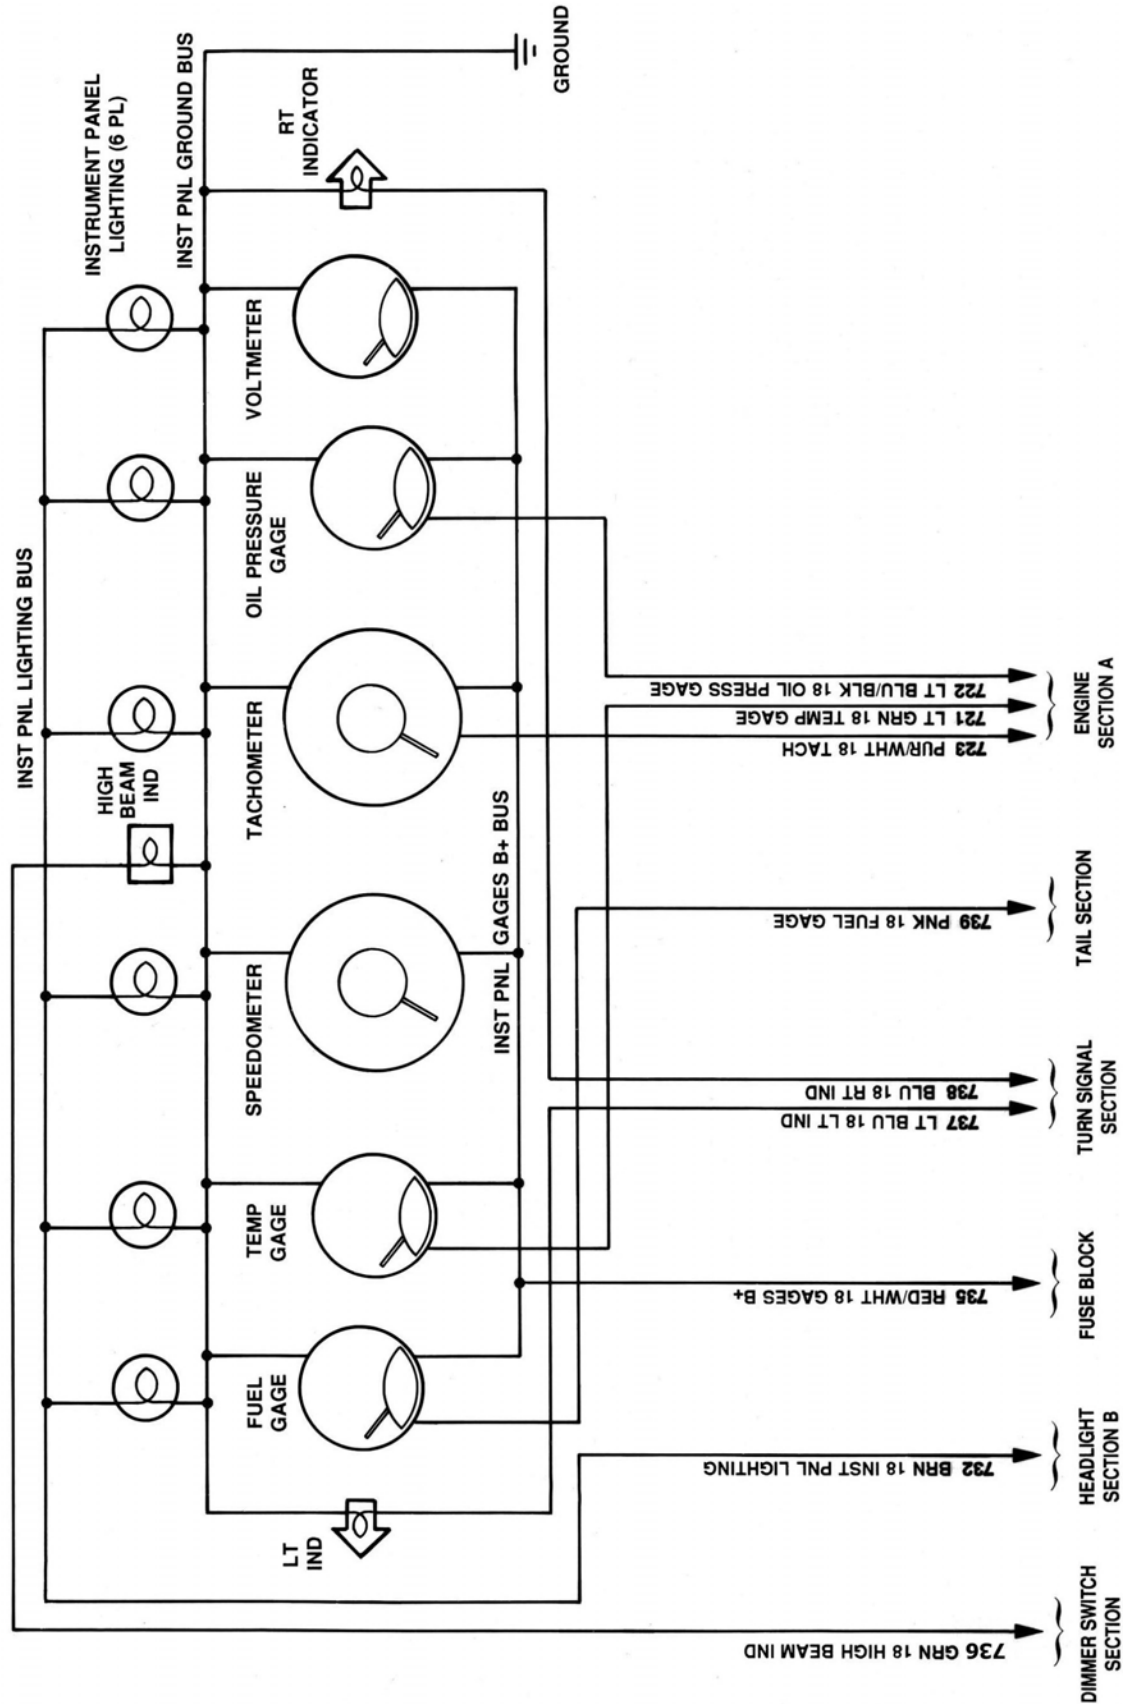 INSTRUMENT PANEL
LIGHTING (6 PL)
INST PNL LIGHTING BUS
INST PNL GROUND BUS
GROUND
HIGH
BEAM
IND
LT
IND
FUEL
GAGE
TEMP
GAGE
SPEEDOMETER
TACHOMETER
OIL PRESSURE
GAGE
VOLTMETER
RT
INDICATOR
INST PNL GAGES B+ BUS
736 GRN 18 HIGH BEAM IND
732 BRN 18 INST PNL LIGHTING
735 RED/WHT 18 GAGES B+
737 LT BLU 18 LT IND
738 BLU 18 RT IND
739 PNK 18 FUEL GAGE
723 PUR/WHT 18 TACH
721 LT GRN 18 TEMP GAGE
722 LT BLU/BLK 18 OIL PRESS GAGE
DIMMER SWITCH
SECTION
HEADLIGHT
SECTION B
FUSE BLOCK
TURN SIGNAL
SECTION
TAIL SECTION
ENGINE
SECTION A